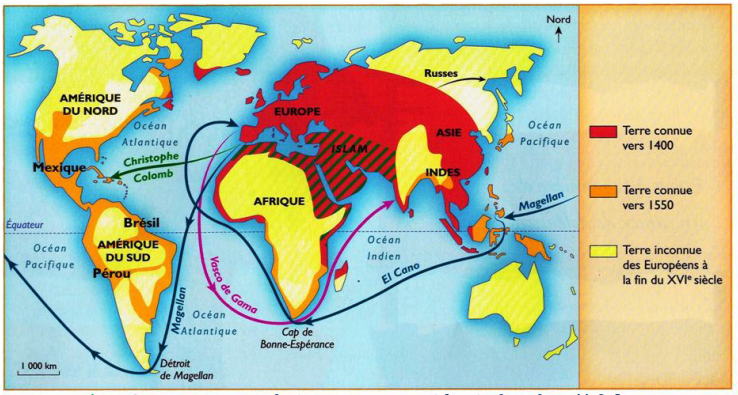 Nord
Russes
AMÉRIQUE
DU NORD
EUROPE
Océan
Atlantique
ASIE
Océan
Pacifique
ISLAM
Christophe
Colomb
Mexique
INDES
AFRIQUE
Magellan
Équateur
Brésil
AMÉRIQUE
DU SUD
Pérou
Océan
Pacifique
Océan
Indien
Vasco de Gama
El Cano
Magellan
Océan
Atlantique
Cap de
Bonne-Espérance
Détroit
de Magellan
1 000 km
Terre connue
vers 1400
Terre connue
vers 1550
Terre inconnue
des Européens à
la fin du XVIe siècle